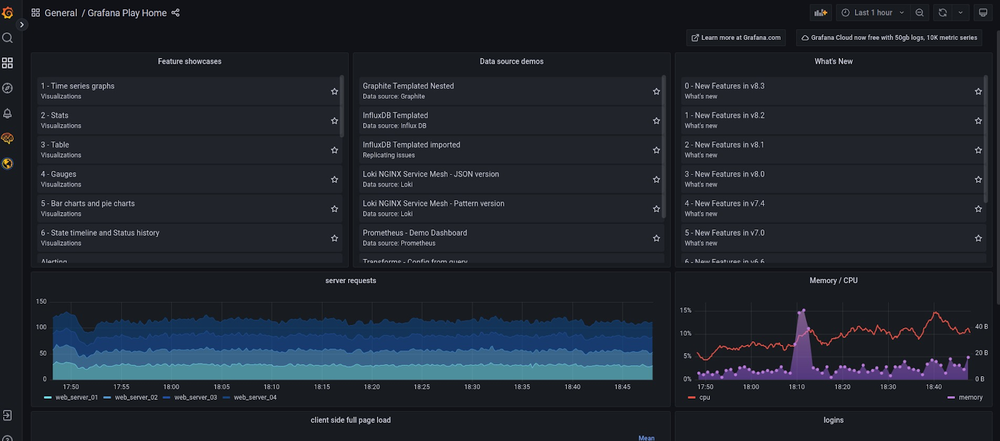 General / Grafana Play Home
Last 1 hour
Learn more at Grafana.com
Grafana Cloud now free with 50gb logs, 10K metric series
Feature showcases
1 - Time series graphs
Visualizations
2 - Stats
Visualizations
3 - Table
Visualizations
4 - Gauges
Visualizations
5 - Bar charts and pie charts
Visualizations
6 - State timeline and Status history
Visualizations
Alerting
Data source demos
Graphite Templated Nested
Data source: Graphite
InfluxDB Templated
Data source: Influx DB
InfluxDB Templated imported
Replicating issues
Loki NGINX Service Mesh - JSON version
Data source: Loki
Loki NGINX Service Mesh - Pattern version
Data source: Loki
Prometheus - Demo Dashboard
Data source: Prometheus
Transforms - Config from query
What's New
0 - New Features in v8.3
What's new
1 - New Features in v8.2
What's new
2 - New Features in v8.1
What's new
3 - New Features in v8.0
What's new
4 - New Features in v7.4
What's new
5 - New Features in v7.0
What's new
6 - New Features in v6.6
server requests
150
100
50
0
17:50 17:55 18:00 18:05 18:10 18:15 18:20 18:25 18:30 18:35 18:40 18:45
web_server_01 web_server_02 web_server_03 web_server_04
Memory / CPU
15%
10%
5%
0%
40 B
20 B
0 B
17:50 18:00 18:10 18:20 18:30 18:40
cpu
memory
client side full page load
Mean
logins